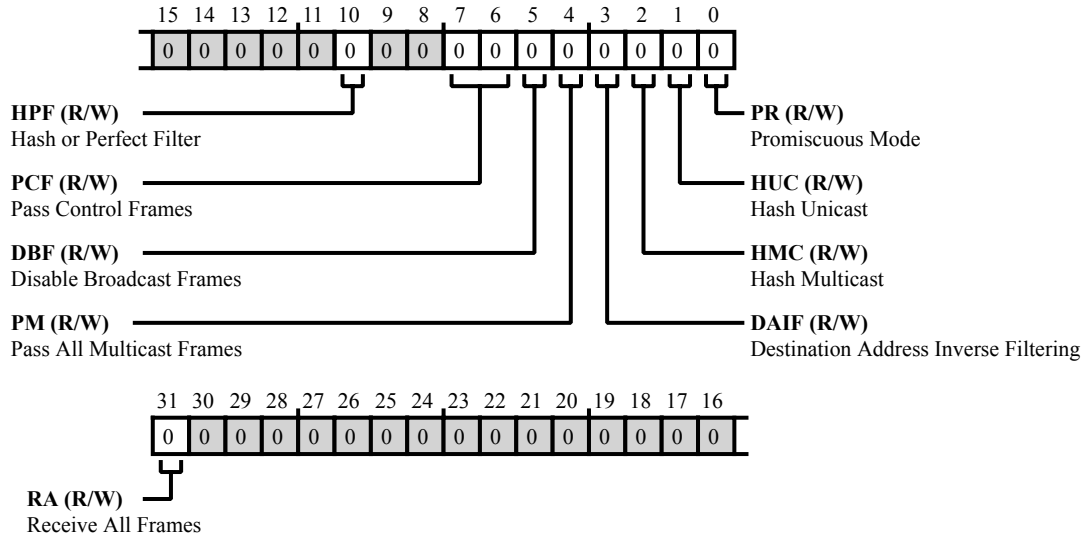 15 14 13 12 11 10 9 8 7 6 5 4 3 2 1 0
0 0 0 0 0 0 0 0 0 0 0 0 0 0 0 0
HPF (R/W)
Hash or Perfect Filter
PCF (R/W)
Pass Control Frames
DBF (R/W)
Disable Broadcast Frames
PM (R/W)
Pass All Multicast Frames
PR (R/W)
Promiscuous Mode
HUC (R/W)
Hash Unicast
HMC (R/W)
Hash Multicast
DAIF (R/W)
Destination Address Inverse Filtering
31 30 29 28 27 26 25 24 23 22 21 20 19 18 17 16
0 0 0 0 0 0 0 0 0 0 0 0 0 0 0 0
RA (R/W)
Receive All Frames